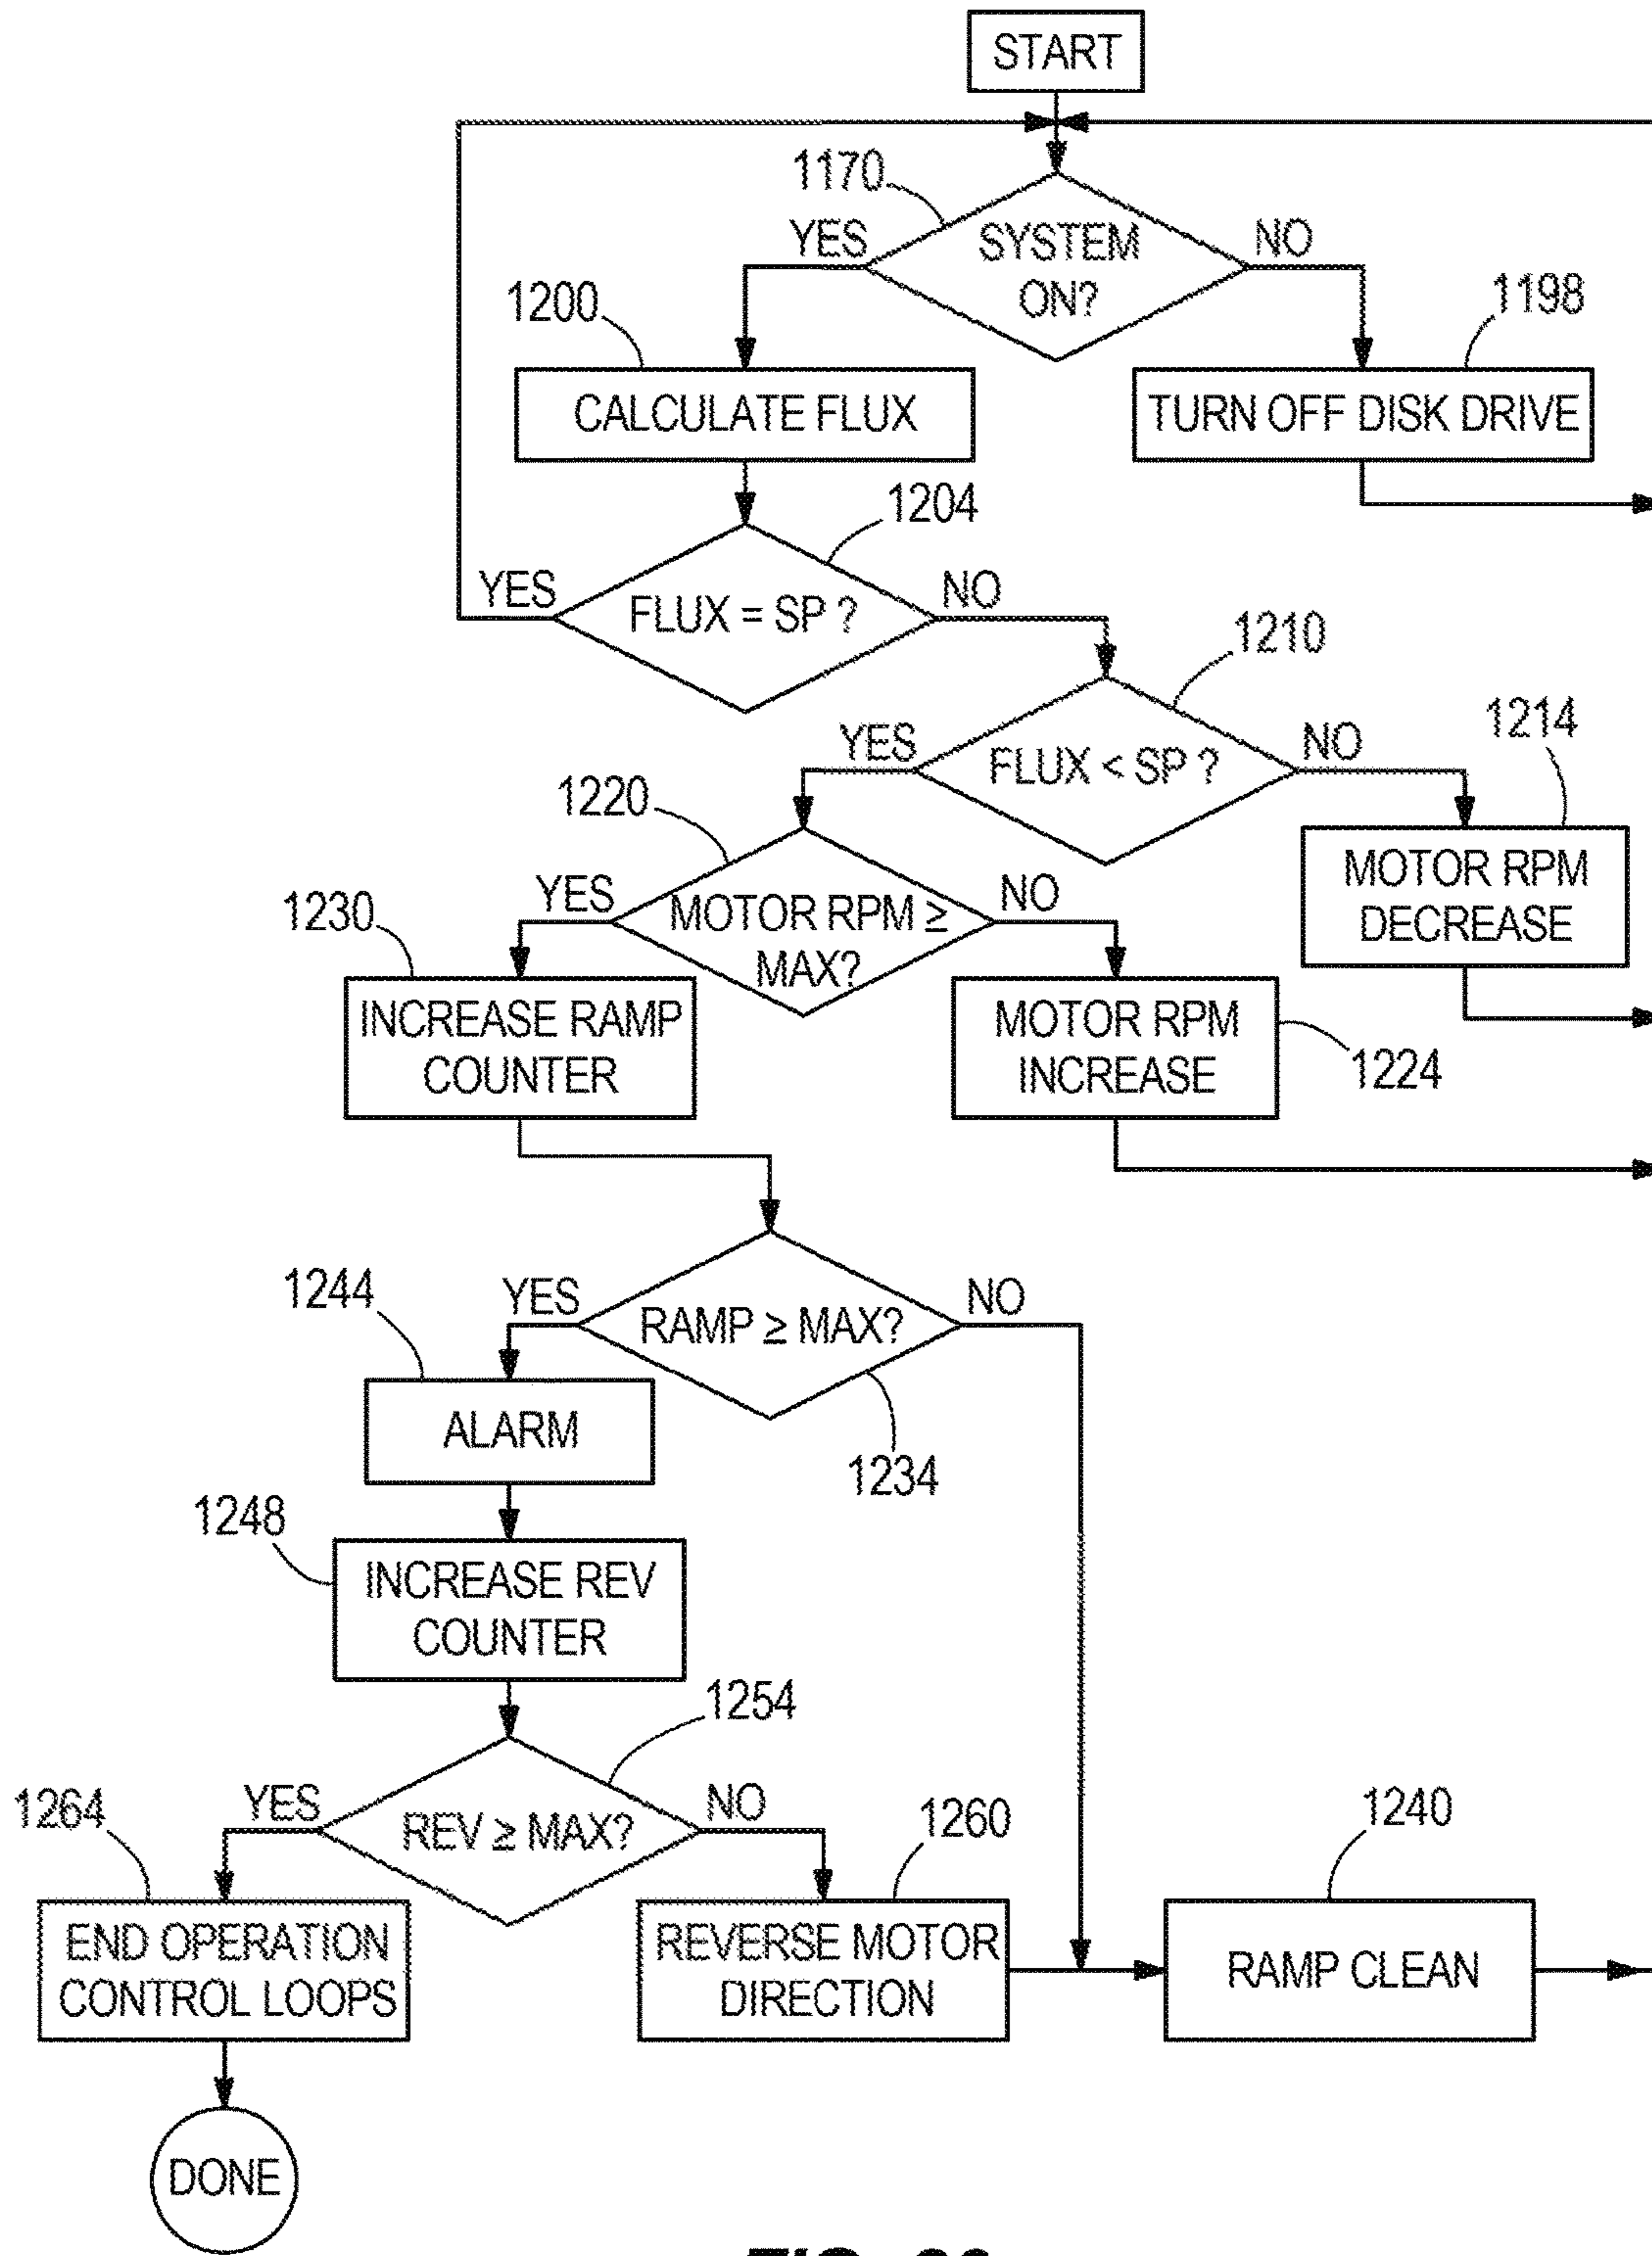 START
1170
YES
SYSTEM
ON?
NO
1200
1198
CALCULATE FLUX
TURN OFF DISK DRIVE
1204
YES
FLUX = SP ?
NO
1210
YES
FLUX < SP ?
NO
1214
1220
MOTOR RPM
DECREASE
YES
MOTOR RPM ≥
MAX?
NO
1230
INCREASE RAMP
COUNTER
MOTOR RPM
INCREASE
1224
1244
YES
RAMP ≥ MAX?
NO
ALARM
1234
1248
INCREASE REV
COUNTER
1254
1264
YES
REV ≥ MAX?
NO
1260
1240
END OPERATION
CONTROL LOOPS
REVERSE MOTOR
DIRECTION
RAMP CLEAN
DONE